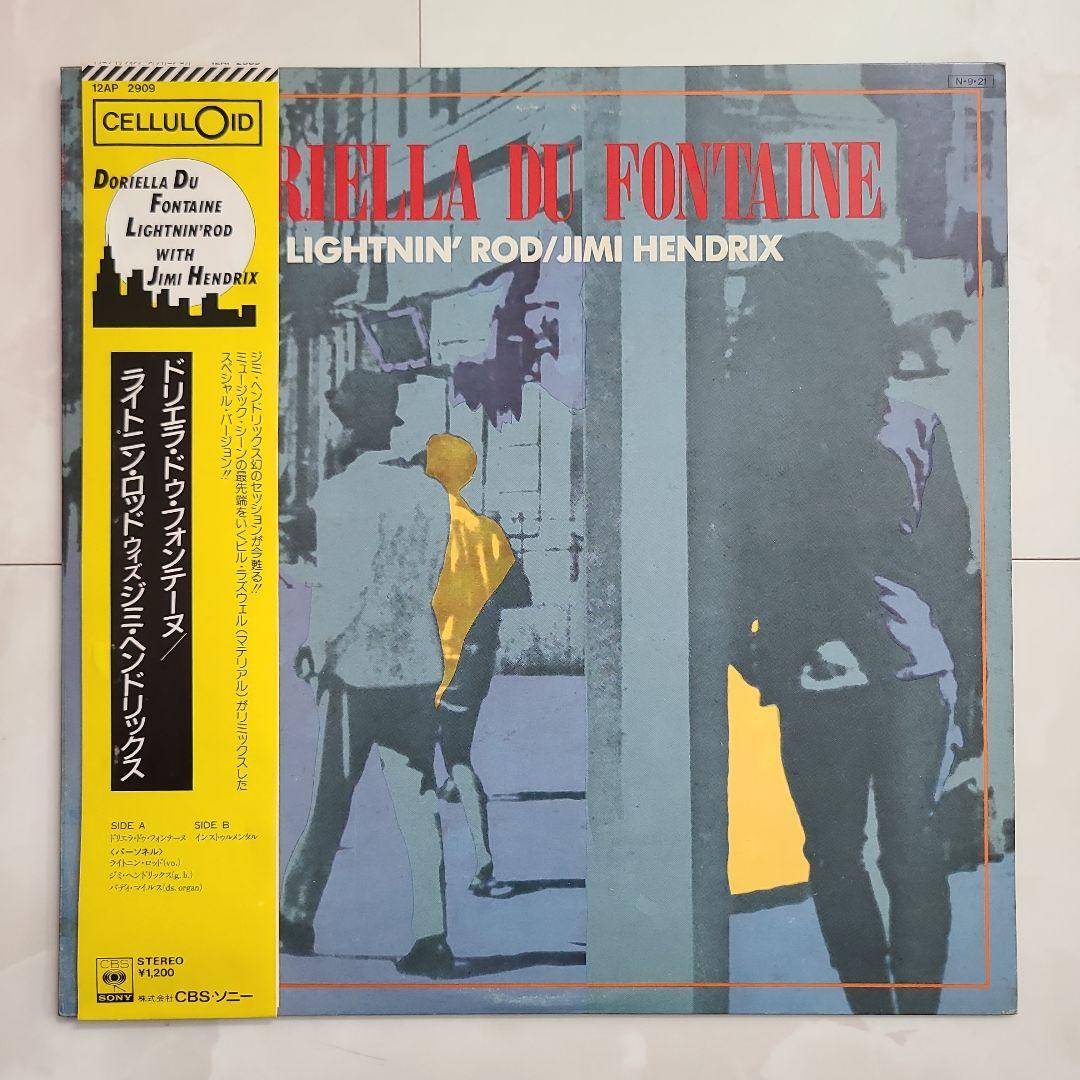 12AP 2909
CELLULOID
DORIELLA DU
FONTAINE
LIGHTNIN'ROD
WITH
JIMI HENDRIX
ドリエラ・ドゥ・フォンテーヌ/
ライトニン・ロッド ウィズ ジミ・ヘンドリックス
ジミ・ヘンドリックス幻のセッションが今甦る!!
ミュージック・シーンの最先端をいくビル・ラズウェル(マテリアル)がリミックスした
スペシャル・バージョン!!
SIDE A
ドリエラ・ドゥ・フォンテーヌ
SIDE B
インストゥルメンタル
〈パーソネル〉
ライトニン・ロッド(vo.)
ジミ・ヘンドリックス(g. b.)
バディ・マイルス(ds. organ)
CBS
SONY
STEREO
¥1,200
株式会社 CBS・ソニー
N•9•21
RIELLA DU FONTAINE
LIGHTNIN' ROD/JIMI HENDRIX